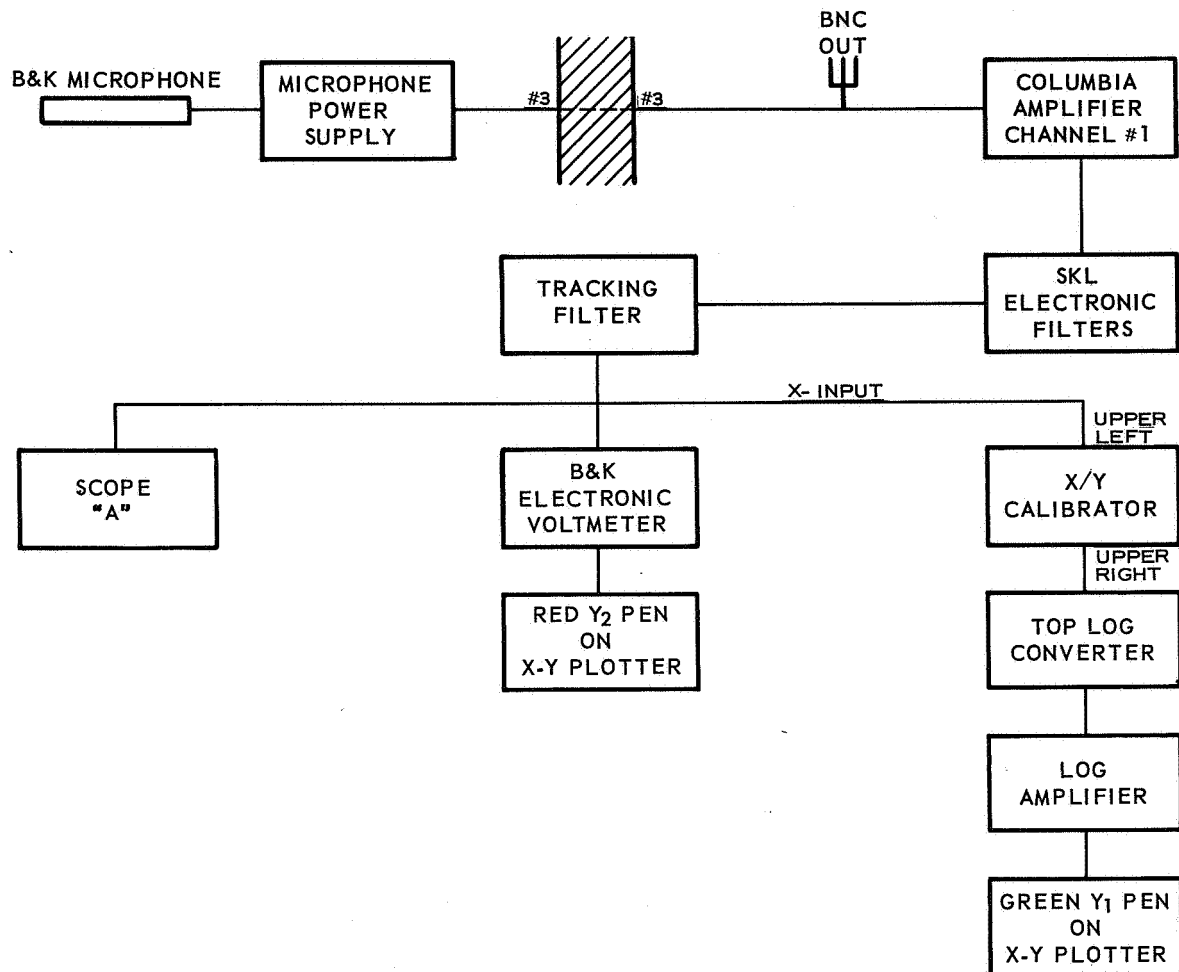 BNC
OUT
B&K MICROPHONE
MICROPHONE
POWER
SUPPLY
#3
#3
COLUMBIA
AMPLIFIER
CHANNEL #1
TRACKING
FILTER
SKL
ELECTRONIC
FILTERS
X- INPUT
UPPER
LEFT
SCOPE
"A"
B&K
ELECTRONIC
VOLTMETER
X/Y
CALIBRATOR
UPPER
RIGHT
RED Y2 PEN
ON
X-Y PLOTTER
TOP LOG
CONVERTER
LOG
AMPLIFIER
GREEN Y1 PEN
ON
X-Y PLOTTER